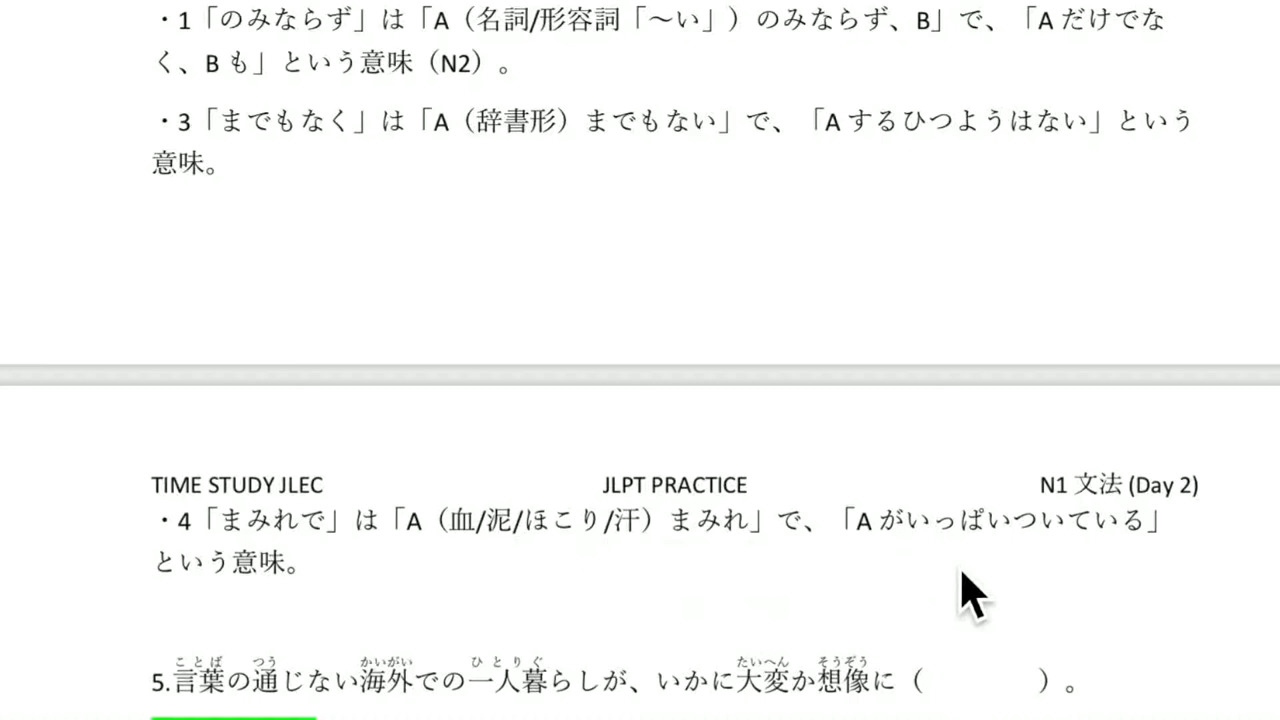 ・1「のみならず」は「A（名詞/形容詞「～い」）のみならず、B」で、「A だけでな
く、B も」という意味（N2）。
・3「までもなく」は「A（辞書形）までもない」で、「A するひつようはない」という
意味。
TIME STUDY JLEC JLPT PRACTICE N1 文法 (Day 2)
・4「まみれで」は「A（血/泥/ほこり/汗）まみれ」で、「A がいっぱいついている」
という意味。
ことば つう かいがい ひとりぐ たいへん そうぞう
5.言葉の通じない海外での一人暮らしが、いかに大変か想像に（ ）。